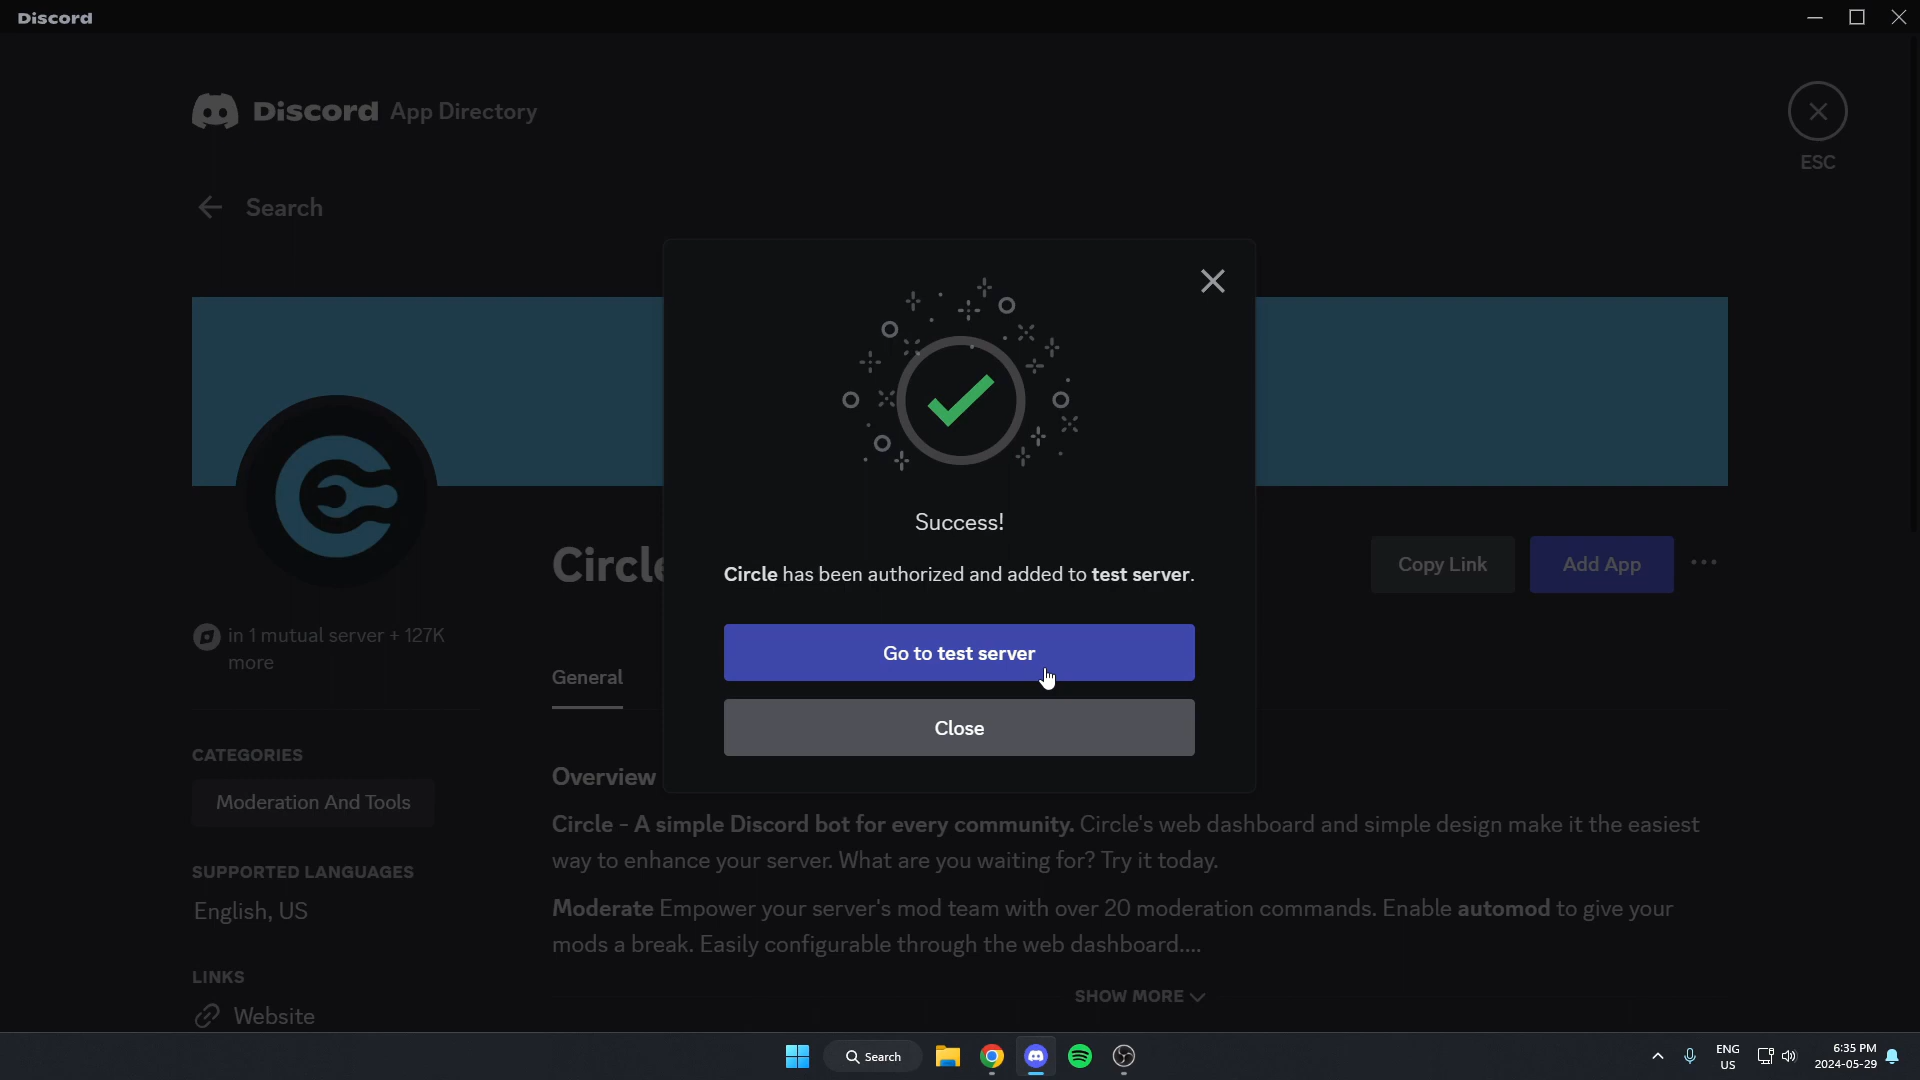 Discord
Discord App Directory
ESC
Search
Success!
Circle
Circle has been authorized and added to test server.
Copy Link
Add App
in 1 mutual server + 127K
more
Go to test server
General
Close
CATEGORIES
Overview
Moderation And Tools
Circle - A simple Discord bot for every community. Circle's web dashboard and simple design make it the easiest
way to enhance your server. What are you waiting for? Try it today.
SUPPORTED LANGUAGES
English, US
Moderate Empower your server's mod team with over 20 moderation commands. Enable automod to give your
mods a break. Easily configurable through the web dashboard....
LINKS
SHOW MORE
Website
Search
ENG
US
6:35 PM
2024-05-29